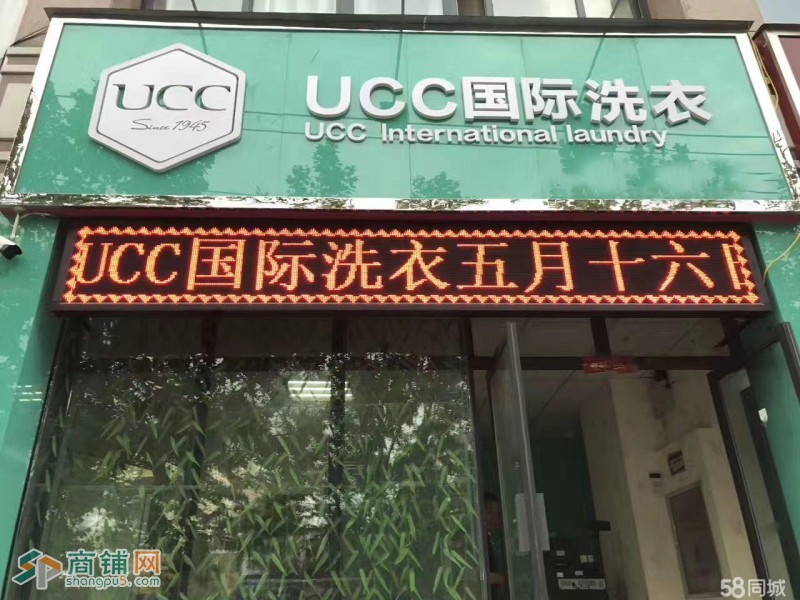 UCC
Since 1945
UCC国际洗衣
UCC International laundry
UCC国际洗衣五月十六日
商铺网
shangpu5.com
58同城